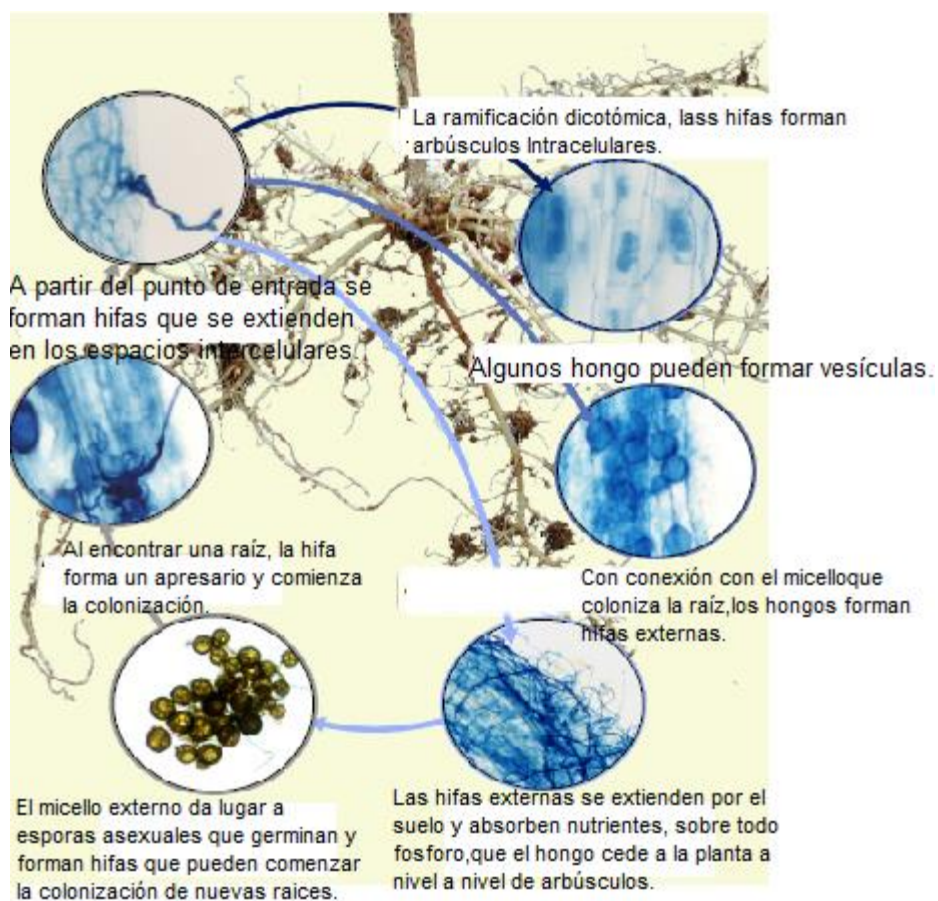 La ramificación dicotómica, lass hifas forman
arbúsculos Intracelulares.
A partir del punto de entrada se
forman hifas que se extienden
en los espacios intercelulares.
Algunos hongo pueden formar vesículas.
Al encontrar una raíz, la hifa
forma un apresario y comienza
la colonización.
Con conexión con el micelloque
coloniza la raíz,los hongos forman
hifas externas.
El micello externo da lugar a
esporas asexuales que germinan y
forman hifas que pueden comenzar
la colonización de nuevas raices.
Las hifas externas se extienden por el
suelo y absorben nutrientes, sobre todo
fosforo,que el hongo cede a la planta a
nivel a nivel de arbúsculos.